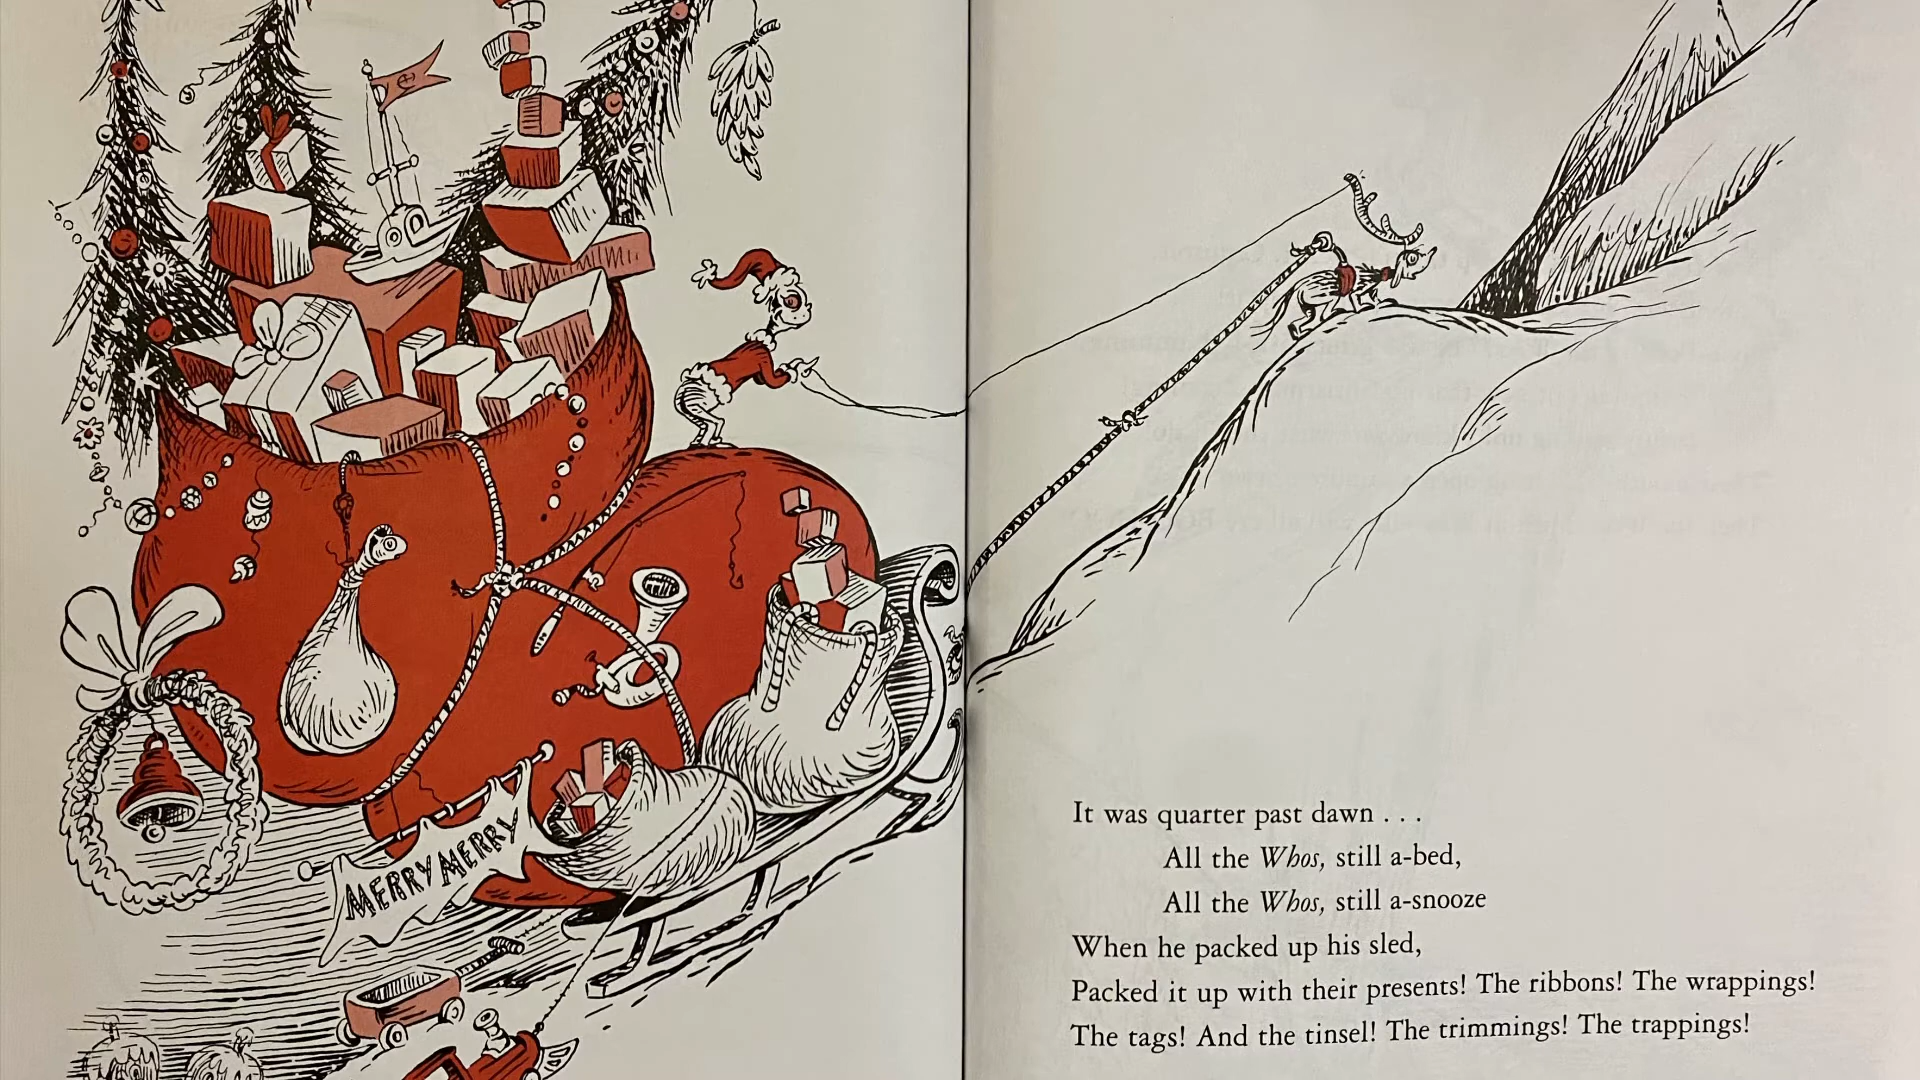 MERRY MERRY
It was quarter past dawn . . .
All the Whos, still a-bed,
All the Whos, still a-snooze
When he packed up his sled,
Packed it up with their presents! The ribbons! The wrappings!
The tags! And the tinsel! The trimmings! The trappings!